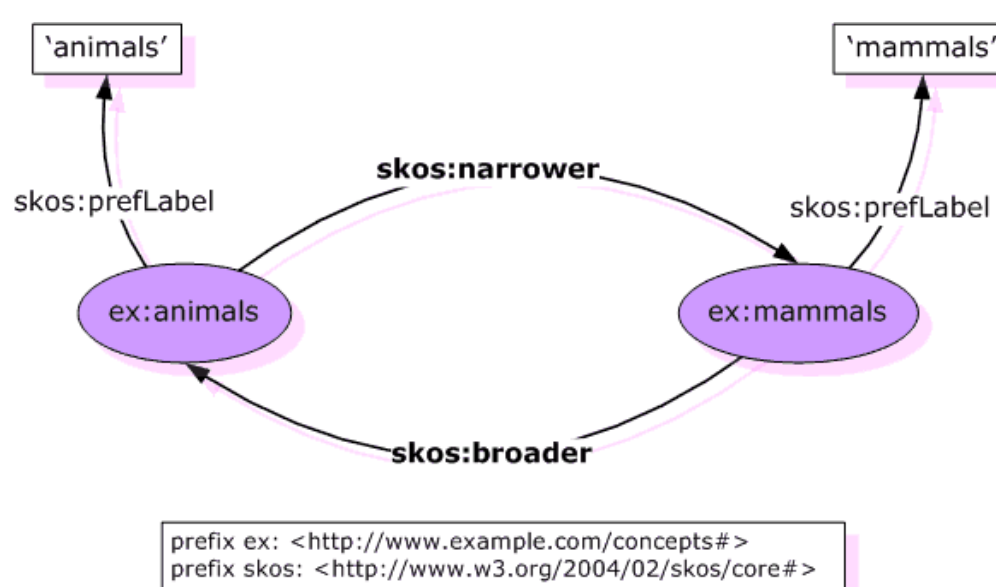 ‘animals’
‘mammals’
skos:narrower
skos:prefLabel
skos:prefLabel
ex:animals
ex:mammals
skos:broader
prefix ex: <http://www.example.com/concepts#>
prefix skos: <http://www.w3.org/2004/02/skos/core#>